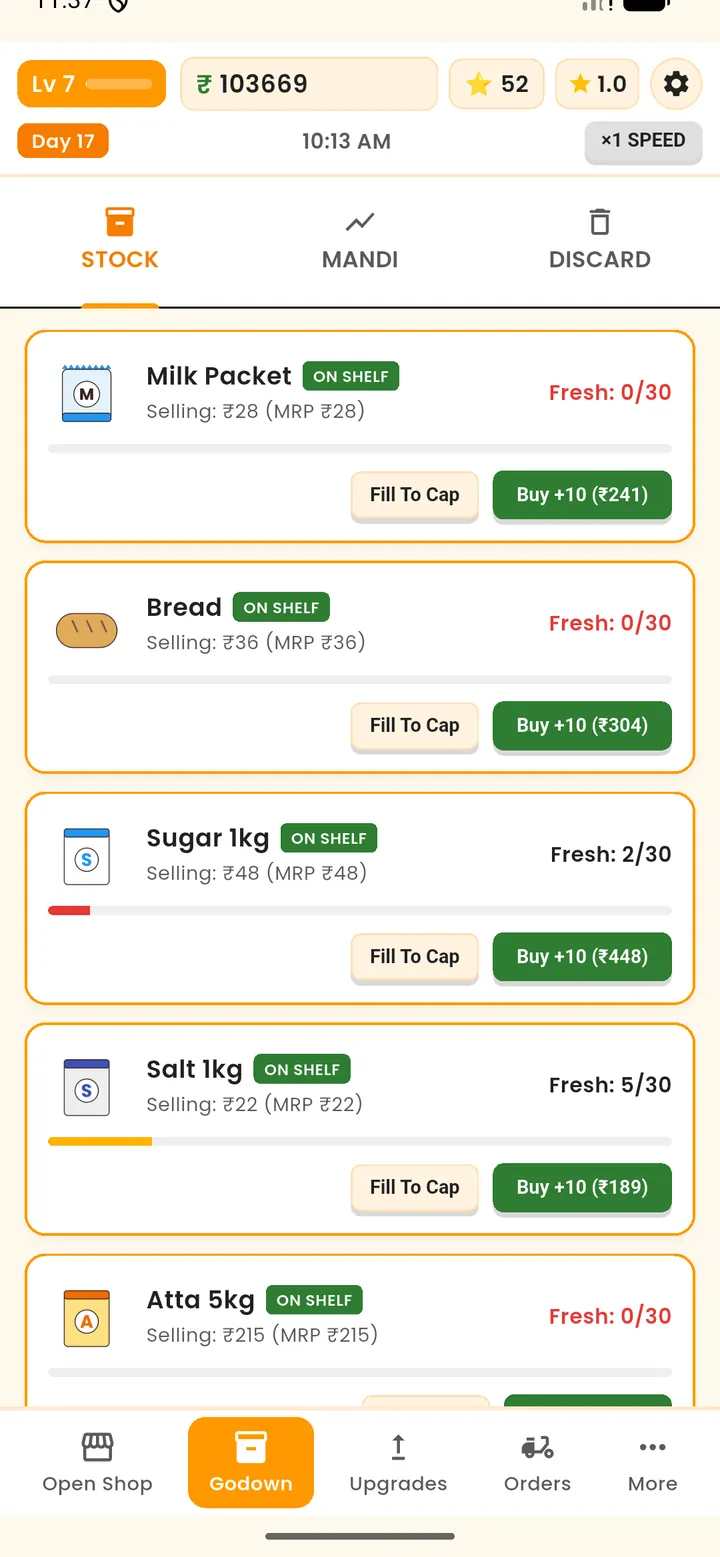 11:37
Lv 7
₹ 103669
52
1.0
Day 17
10:13 AM
×1 SPEED
STOCK
MANDI
DISCARD
M
Milk Packet
ON SHELF
Selling: ₹28 (MRP ₹28)
Fresh: 0/30
Fill To Cap
Buy +10 (₹241)
Bread
ON SHELF
Selling: ₹36 (MRP ₹36)
Fresh: 0/30
Fill To Cap
Buy +10 (₹304)
S
Sugar 1kg
ON SHELF
Selling: ₹48 (MRP ₹48)
Fresh: 2/30
Fill To Cap
Buy +10 (₹448)
S
Salt 1kg
ON SHELF
Selling: ₹22 (MRP ₹22)
Fresh: 5/30
Fill To Cap
Buy +10 (₹189)
A
Atta 5kg
ON SHELF
Selling: ₹215 (MRP ₹215)
Fresh: 0/30
Open Shop
Godown
Upgrades
Orders
More